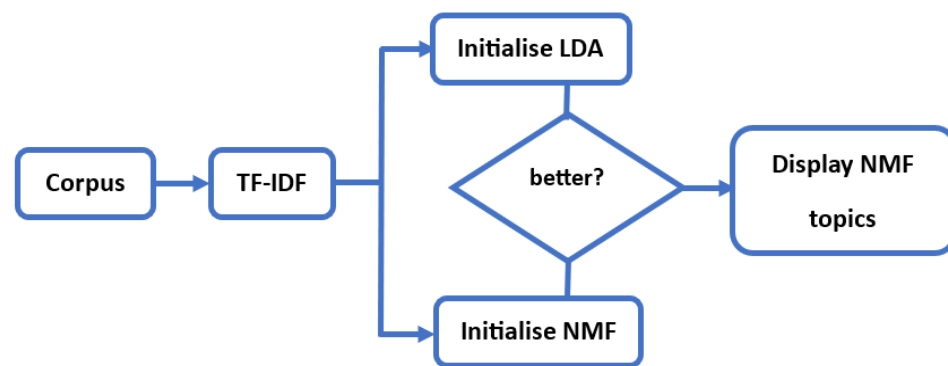 Initialise LDA
Corpus
TF-IDF
better?
Display NMF
topics
Initialise NMF